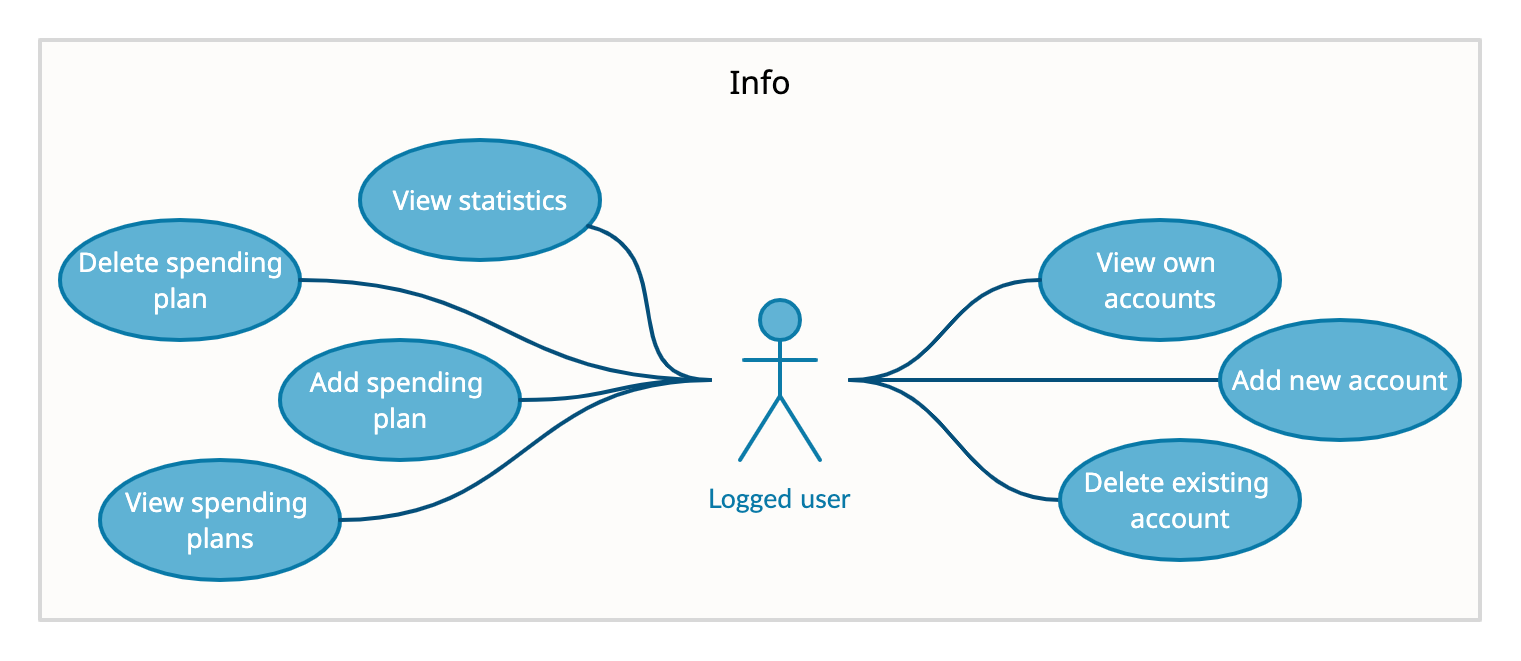 Info
View statistics
Delete spending
plan
Add spending
plan
View spending
plans
Logged user
View own
accounts
Add new account
Delete existing
account